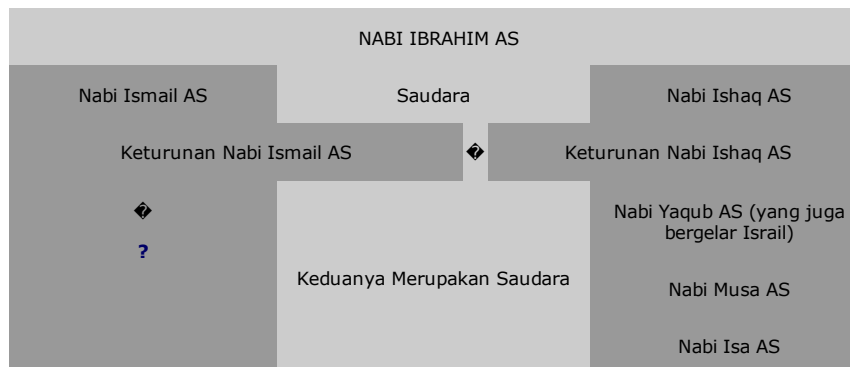 NABI IBRAHIM AS
Nabi Ismail AS
Saudara
Nabi Ishaq AS
Keturunan Nabi Ismail AS
�
Keturunan Nabi Ishaq AS
�
?
Keduanya Merupakan Saudara
Nabi Yaqub AS (yang juga
bergelar Israil)
Nabi Musa AS
Nabi Isa AS